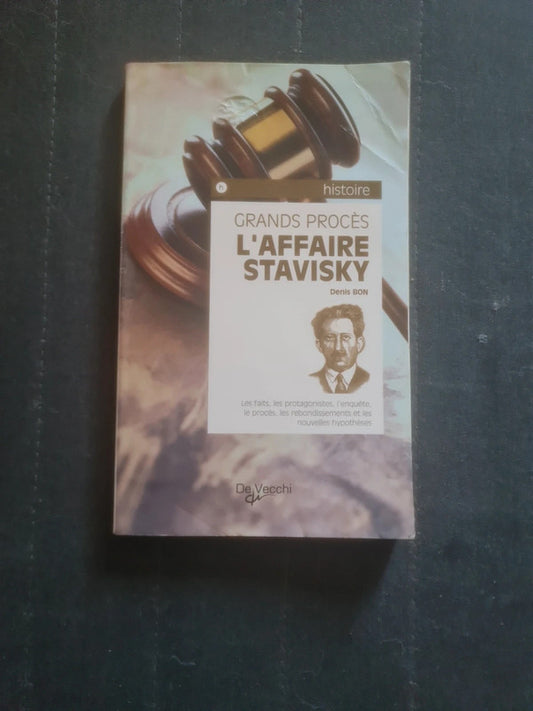 n
histoire
GRANDS PROCÈS
L'AFFAIRE
STAVISKY
Denis BON
Les faits, les protagonistes, l'enquête,
le procès, les rebondissements et les
nouvelles hypothèses
De Vecchi